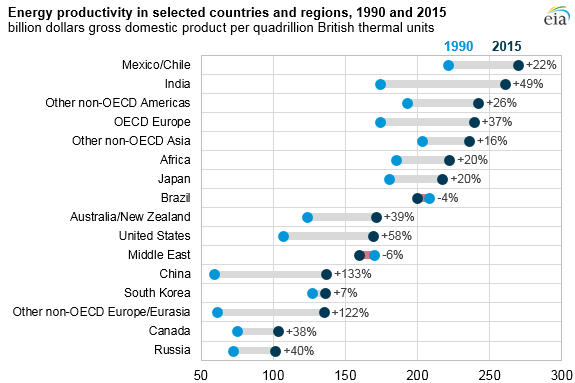 Energy productivity in selected countries and regions, 1990 and 2015
billion dollars gross domestic product per quadrillion British thermal units
eia
1990 2015
Mexico/Chile +22%
India +49%
Other non-OECD Americas +26%
OECD Europe +37%
Other non-OECD Asia +16%
Africa +20%
Japan +20%
Brazil -4%
Australia/New Zealand +39%
United States +58%
Middle East -6%
China +133%
South Korea +7%
Other non-OECD Europe/Eurasia +122%
Canada +38%
Russia +40%
50 100 150 200 250 300